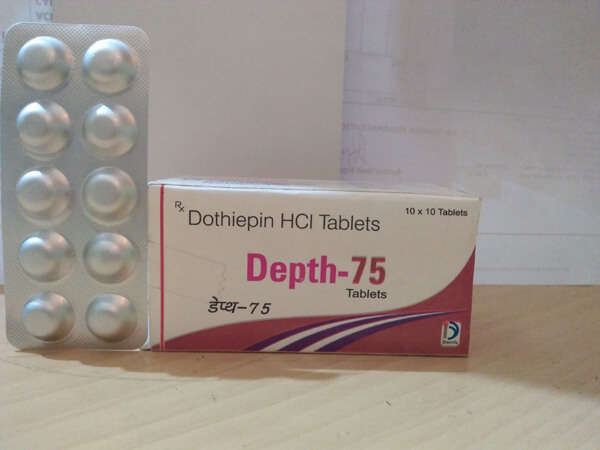 Rx
Dothiepin HCl Tablets
10 x 10 Tablets
Depth-75
Tablets
डेप्थ-75